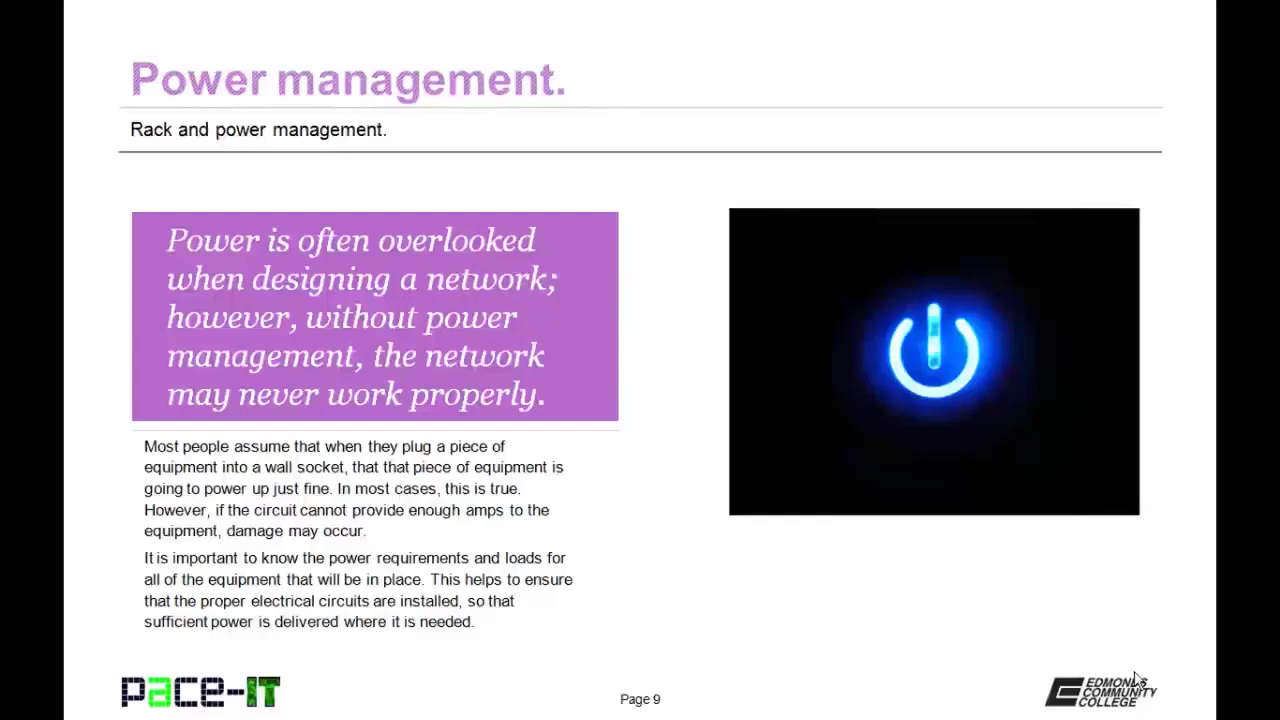 Power management.
Rack and power management.
Power is often overlooked
when designing a network;
however, without power
management, the network
may never work properly.
Most people assume that when they plug a piece of
equipment into a wall socket, that that piece of equipment is
going to power up just fine. In most cases, this is true.
However, if the circuit cannot provide enough amps to the
equipment, damage may occur.
It is important to know the power requirements and loads for
all of the equipment that will be in place. This helps to ensure
that the proper electrical circuits are installed, so that
sufficient power is delivered where it is needed.
pace-IT
Page 9
EDMONDS
COMMUNITY
COLLEGE